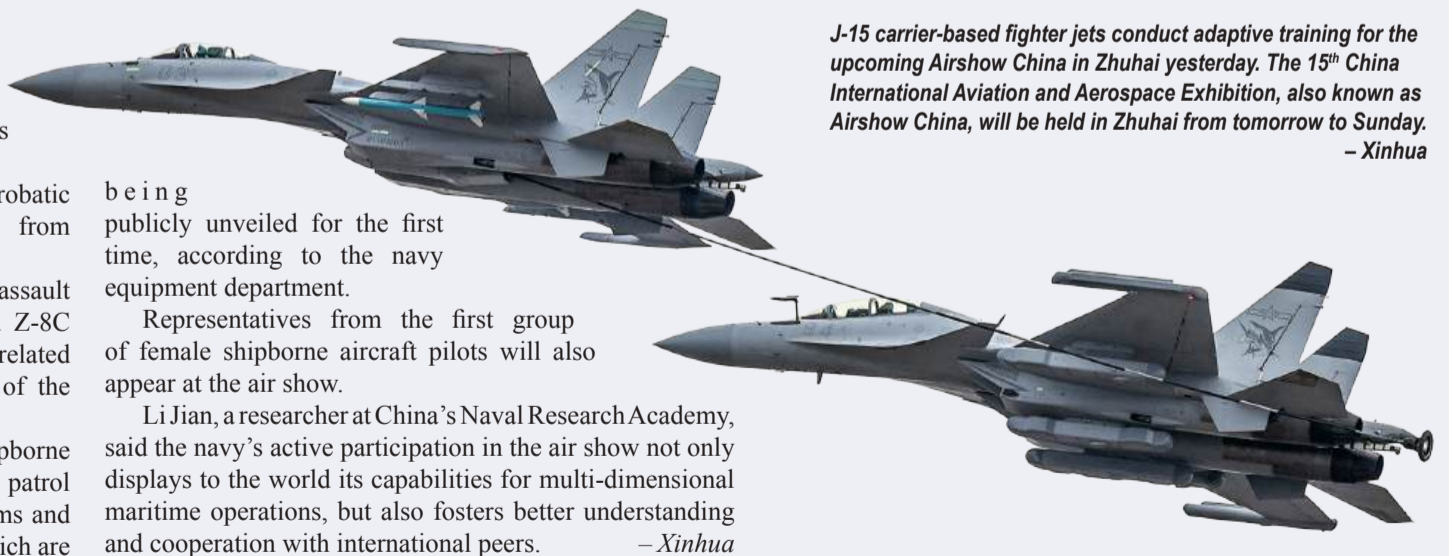 J-15 carrier-based fighter jets conduct adaptive training for the
upcoming Airshow China in Zhuhai yesterday. The 15th China
International Aviation and Aerospace Exhibition, also known as
Airshow China, will be held in Zhuhai from tomorrow to Sunday.
– Xinhua
from
assault
Z-8C
related
of the
patrol
and
are
being
publicly unveiled for the first
time, according to the navy
equipment department.
Representatives from the first group
of female shipborne aircraft pilots will also
appear at the air show.
Li Jian, a researcher at China’s Naval Research Academy,
said the navy’s active participation in the air show not only
displays to the world its capabilities for multi-dimensional
maritime operations, but also fosters better understanding
and cooperation with international peers. – Xinhua